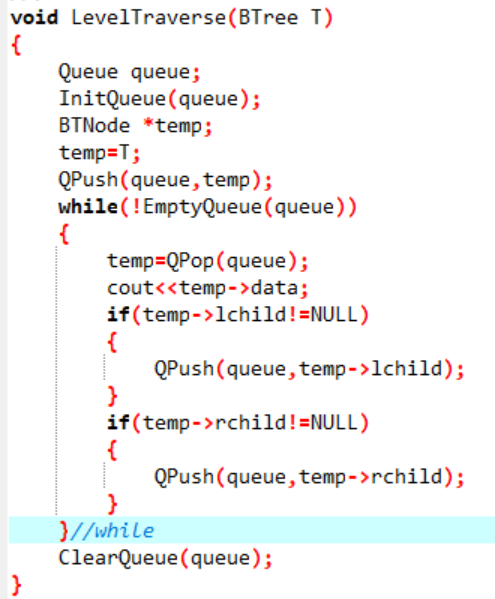 void LevelTraverse(BTree T)
{
    Queue queue;
    InitQueue(queue);
    BTNode *temp;
    temp=T;
    QPush(queue,temp);
    while(!EmptyQueue(queue))
    {
        temp=QPop(queue);
        cout<<temp->data;
        if(temp->lchild!=NULL)
        {
            QPush(queue,temp->lchild);
        }
        if(temp->rchild!=NULL)
        {
            QPush(queue,temp->rchild);
        }
    }//while
    ClearQueue(queue);
}